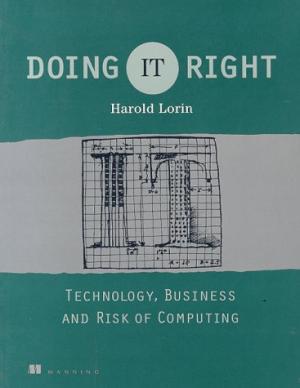 DOING IT RIGHT
Harold Lorin
TECHNOLOGY, BUSINESS
AND RISK OF COMPUTING
MANNING